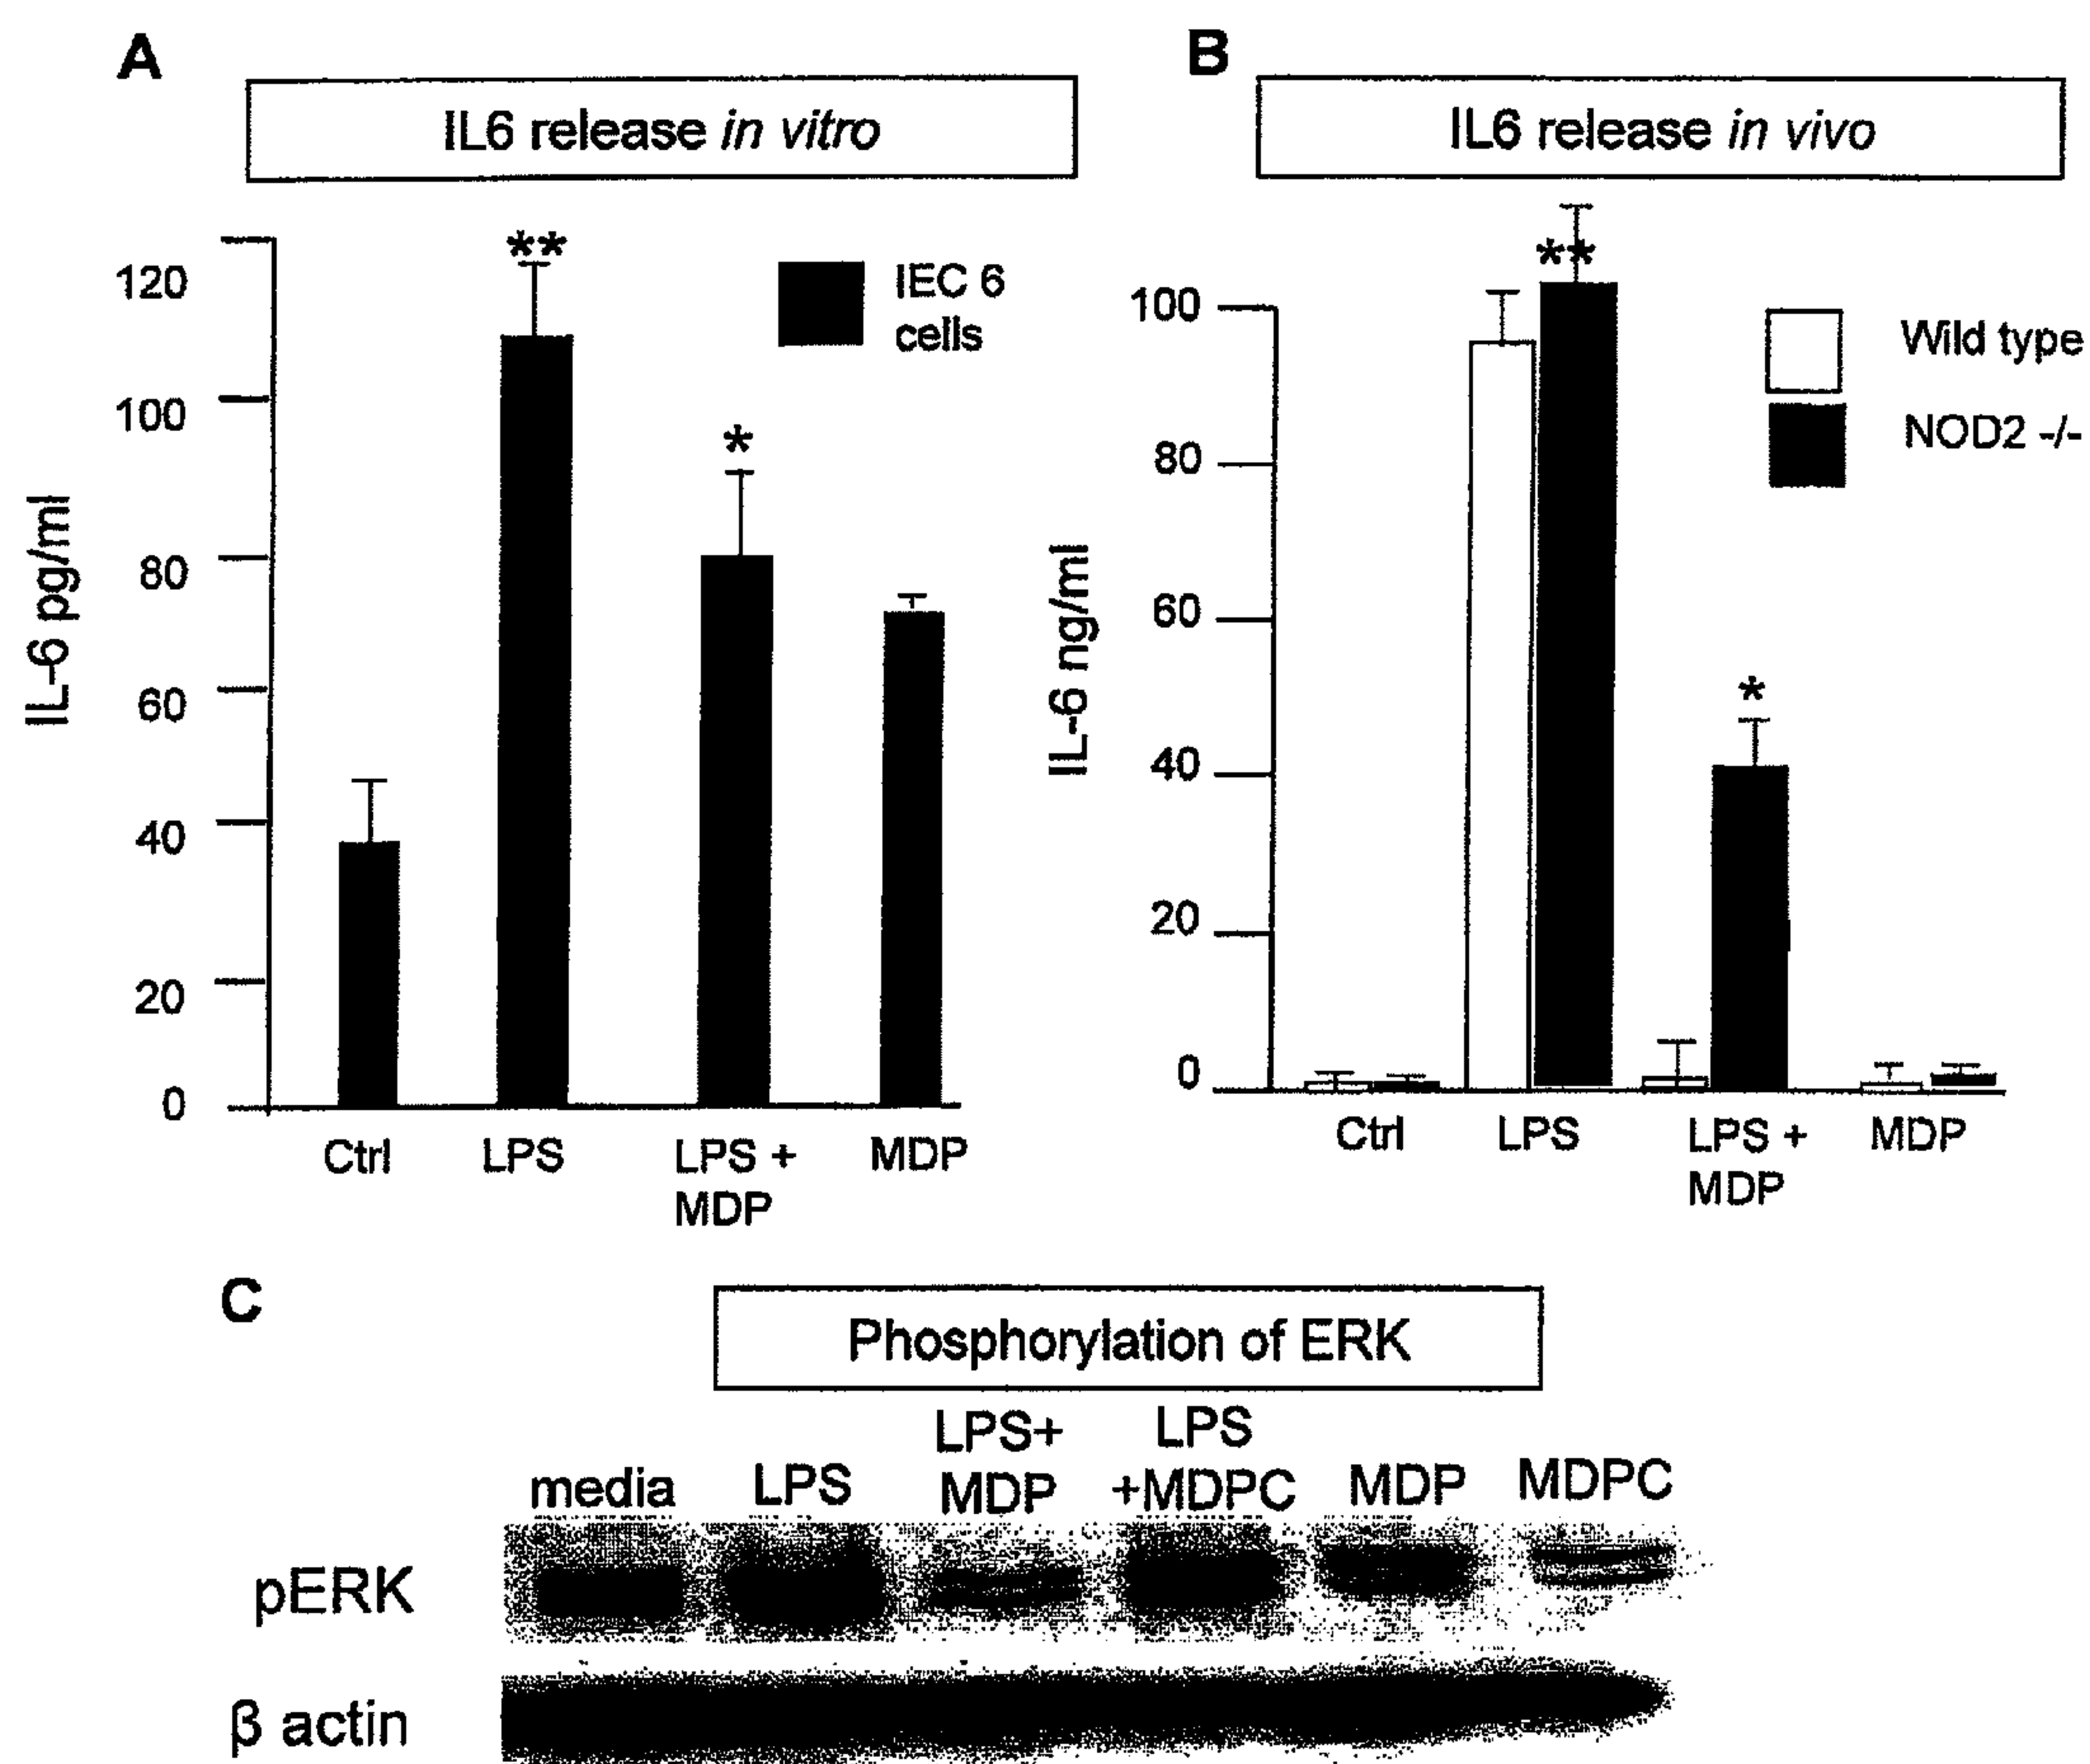 A
IL6 release in vitro
IL-6 pg/ml
120
100
80
60
40
20
0
**
*
IEC 6
cells
Ctrl
LPS
LPS +
MDP
MDP
B
IL6 release in vivo
IL-6 ng/ml
100
80
60
40
20
0
**
*
Wild type
NOD2 -/-
Ctrl
LPS
LPS +
MDP
MDP
C
Phosphorylation of ERK
media
LPS
LPS+
MDP
LPS
+MDPC
MDP
MDPC
pERK
β actin